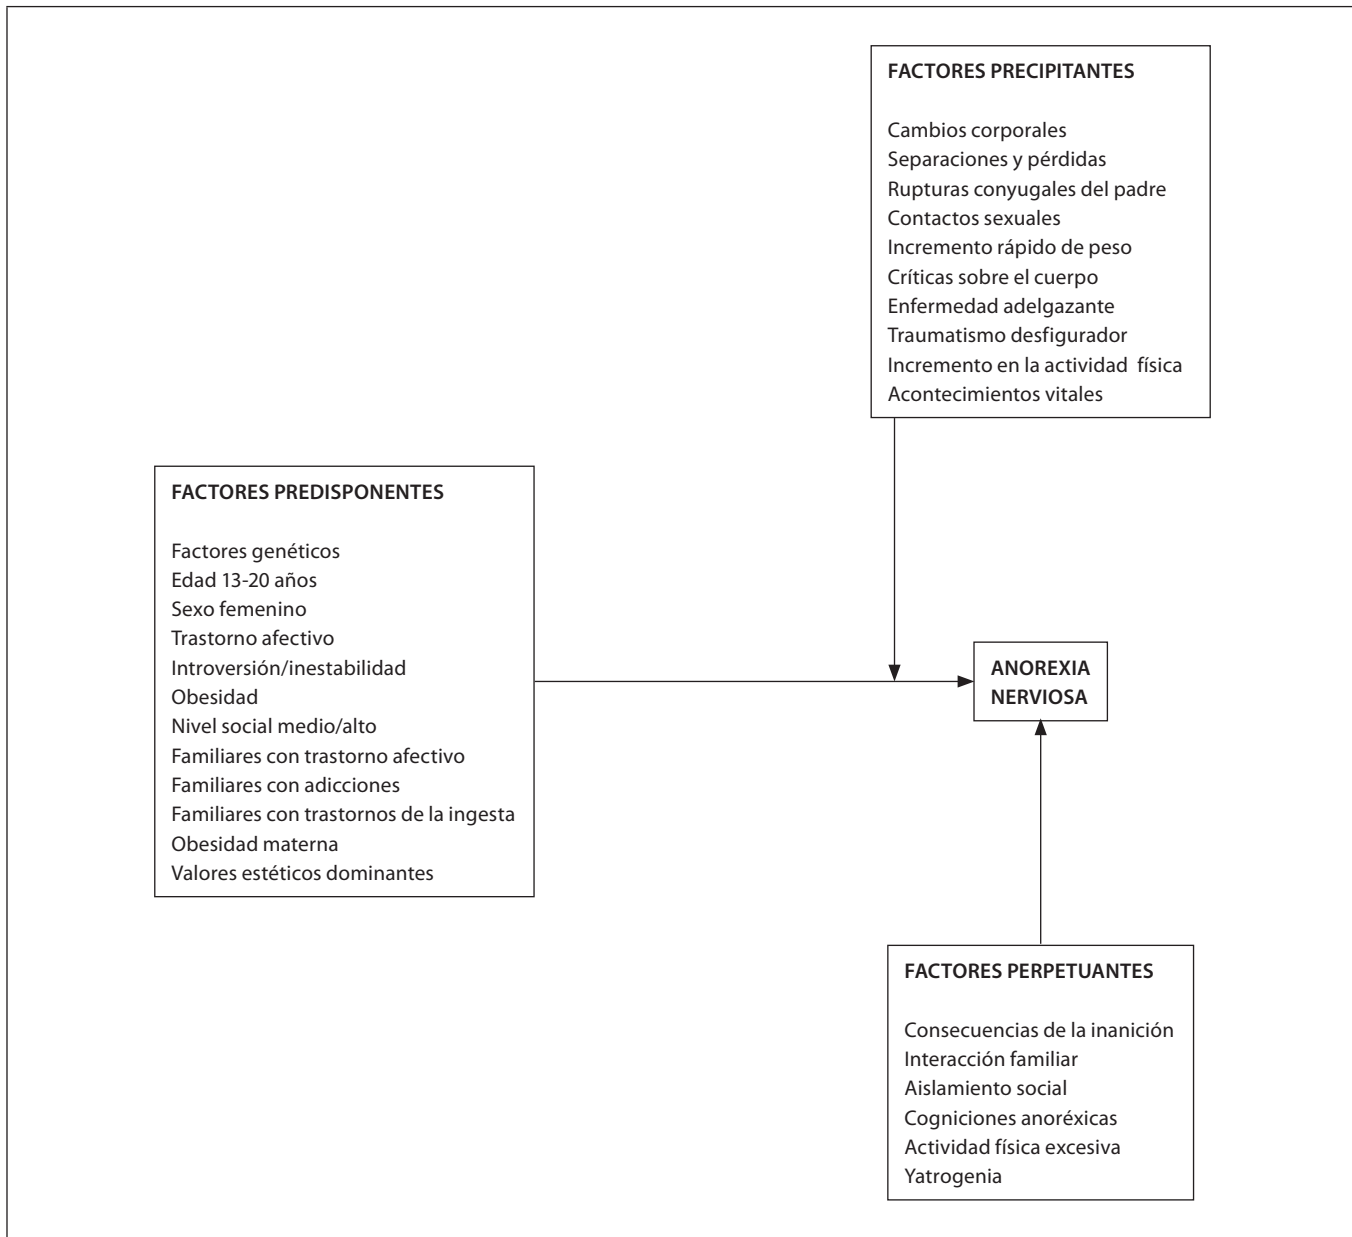 FACTORES PRECIPITANTES
Cambios corporales
Separaciones y pérdidas
Rupturas conyugales del padre
Contactos sexuales
Incremento rápido de peso
Críticas sobre el cuerpo
Enfermedad adelgazante
Traumatismo desfigurador
Incremento en la actividad física
Acontecimientos vitales
FACTORES PREDISPONENTES
Factores genéticos
Edad 13-20 años
Sexo femenino
Trastorno afectivo
Introversión/inestabilidad
Obesidad
Nivel social medio/alto
Familiares con trastorno afectivo
Familiares con adicciones
Familiares con trastornos de la ingesta
Obesidad materna
Valores estéticos dominantes
ANOREXIA
NERVIOSA
FACTORES PERPETUANTES
Consecuencias de la inanición
Interacción familiar
Aislamiento social
Cogniciones anoréxicas
Actividad física excesiva
Yatrogenia